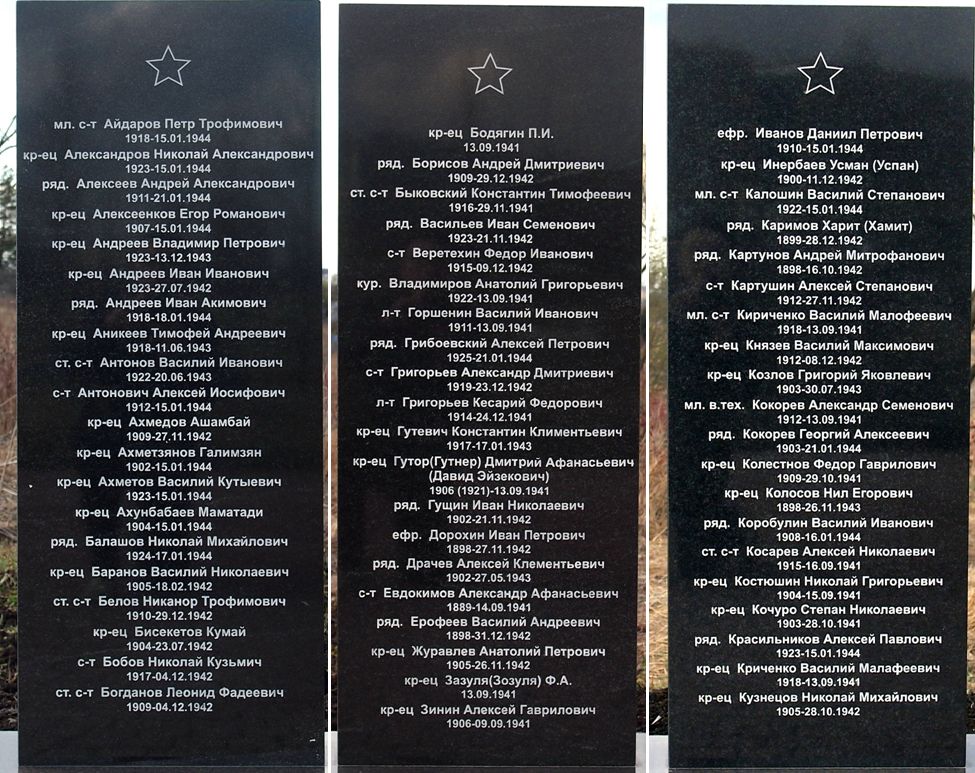 мл. с-т Айдаров Петр Трофимович
1918-15.01.1944
кр-ец Александров Николай Александрович
1923-15.01.1944
ряд. Алексеев Андрей Александрович
1911-21.01.1944
кр-ец Алексеенков Егор Романович
1907-15.01.1944
кр-ец Андреев Владимир Петрович
1923-13.12.1943
кр-ец Андреев Иван Иванович
1923-27.07.1942
ряд. Андреев Иван Акимович
1918-18.01.1944
кр-ец Аникеев Тимофей Андреевич
1918-11.06.1943
ст. с-т Антонов Василий Иванович
1922-20.06.1943
с-т Антонович Алексей Иосифович
1912-15.01.1944
кр-ец Ахмедов Ашамбай
1909-27.11.1942
кр-ец Ахметзянов Галимзян
1902-15.01.1944
кр-ец Ахметов Василий Кутыевич
1923-15.01.1944
кр-ец Ахунбабаев Маматади
1904-15.01.1944
ряд. Балашов Николай Михайлович
1924-17.01.1944
кр-ец Баранов Василий Николаевич
1905-18.02.1942
ст. с-т Белов Никанор Трофимович
1910-29.12.1942
кр-ец Бисекетов Кумай
1904-23.07.1942
с-т Бобов Николай Кузьмич
1917-04.12.1942
ст. с-т Богданов Леонид Фадеевич
1909-04.12.1942
кр-ец Бодягин П.И.
13.09.1941
ряд. Борисов Андрей Дмитриевич
1909-29.12.1942
ст. с-т Быковский Константин Тимофеевич
1916-29.11.1941
ряд. Васильев Иван Семенович
1923-21.11.1942
с-т Веретехин Федор Иванович
1915-09.12.1942
кур. Владимиров Анатолий Григорьевич
1922-13.09.1941
л-т Горшенин Василий Иванович
1911-13.09.1941
ряд. Грибоевский Алексей Петрович
1925-21.01.1944
с-т Григорьев Александр Дмитриевич
1919-23.12.1942
л-т Григорьев Кесарий Федорович
1914-24.12.1941
кр-ец Гутевич Константин Климентьевич
1917-17.01.1943
кр-ец Гутор(Гутнер) Дмитрий Афанасьевич
(Давид Эйзекович)
1906 (1921)-13.09.1941
ряд. Гущин Иван Николаевич
1902-21.11.1942
ефр. Дорохин Иван Петрович
1898-27.11.1942
ряд. Драчев Алексей Клементьевич
1902-27.05.1943
с-т Евдокимов Александр Афанасьевич
1889-14.09.1941
ряд. Ерофеев Василий Андреевич
1898-31.12.1942
кр-ец Журавлев Анатолий Петрович
1905-26.11.1942
кр-ец Зазуля(Зозуля) Ф.А.
13.09.1941
кр-ец Зинин Алексей Гаврилович
1906-09.09.1941
ефр. Иванов Даниил Петрович
1910-15.01.1944
кр-ец Инербаев Усман (Успан)
1900-11.12.1942
мл. с-т Калошин Василий Степанович
1922-15.01.1944
ряд. Каримов Харит (Хамит)
1899-28.12.1942
ряд. Картунов Андрей Митрофанович
1898-16.10.1942
с-т Картушин Алексей Степанович
1912-27.11.1942
мл. с-т Кириченко Василий Малофеевич
1918-13.09.1941
кр-ец Князев Василий Максимович
1912-08.12.1942
кр-ец Козлов Григорий Яковлевич
1903-30.07.1943
мл. в.тех. Кокорев Александр Семенович
1912-13.09.1941
ряд. Кокорев Георгий Алексеевич
1903-21.01.1944
кр-ец Колестнов Федор Гаврилович
1909-29.10.1941
кр-ец Колосов Нил Егорович
1898-26.11.1943
ряд. Коробулин Василий Иванович
1908-16.01.1944
ст. с-т Косарев Алексей Николаевич
1915-16.09.1941
кр-ец Костюшин Николай Григорьевич
1904-15.09.1941
кр-ец Кочуро Степан Николаевич
1903-28.10.1941
ряд. Красильников Алексей Павлович
1923-15.01.1944
кр-ец Криченко Василий Малафеевич
1918-13.09.1941
кр-ец Кузнецов Николай Михайлович
1905-28.10.1942